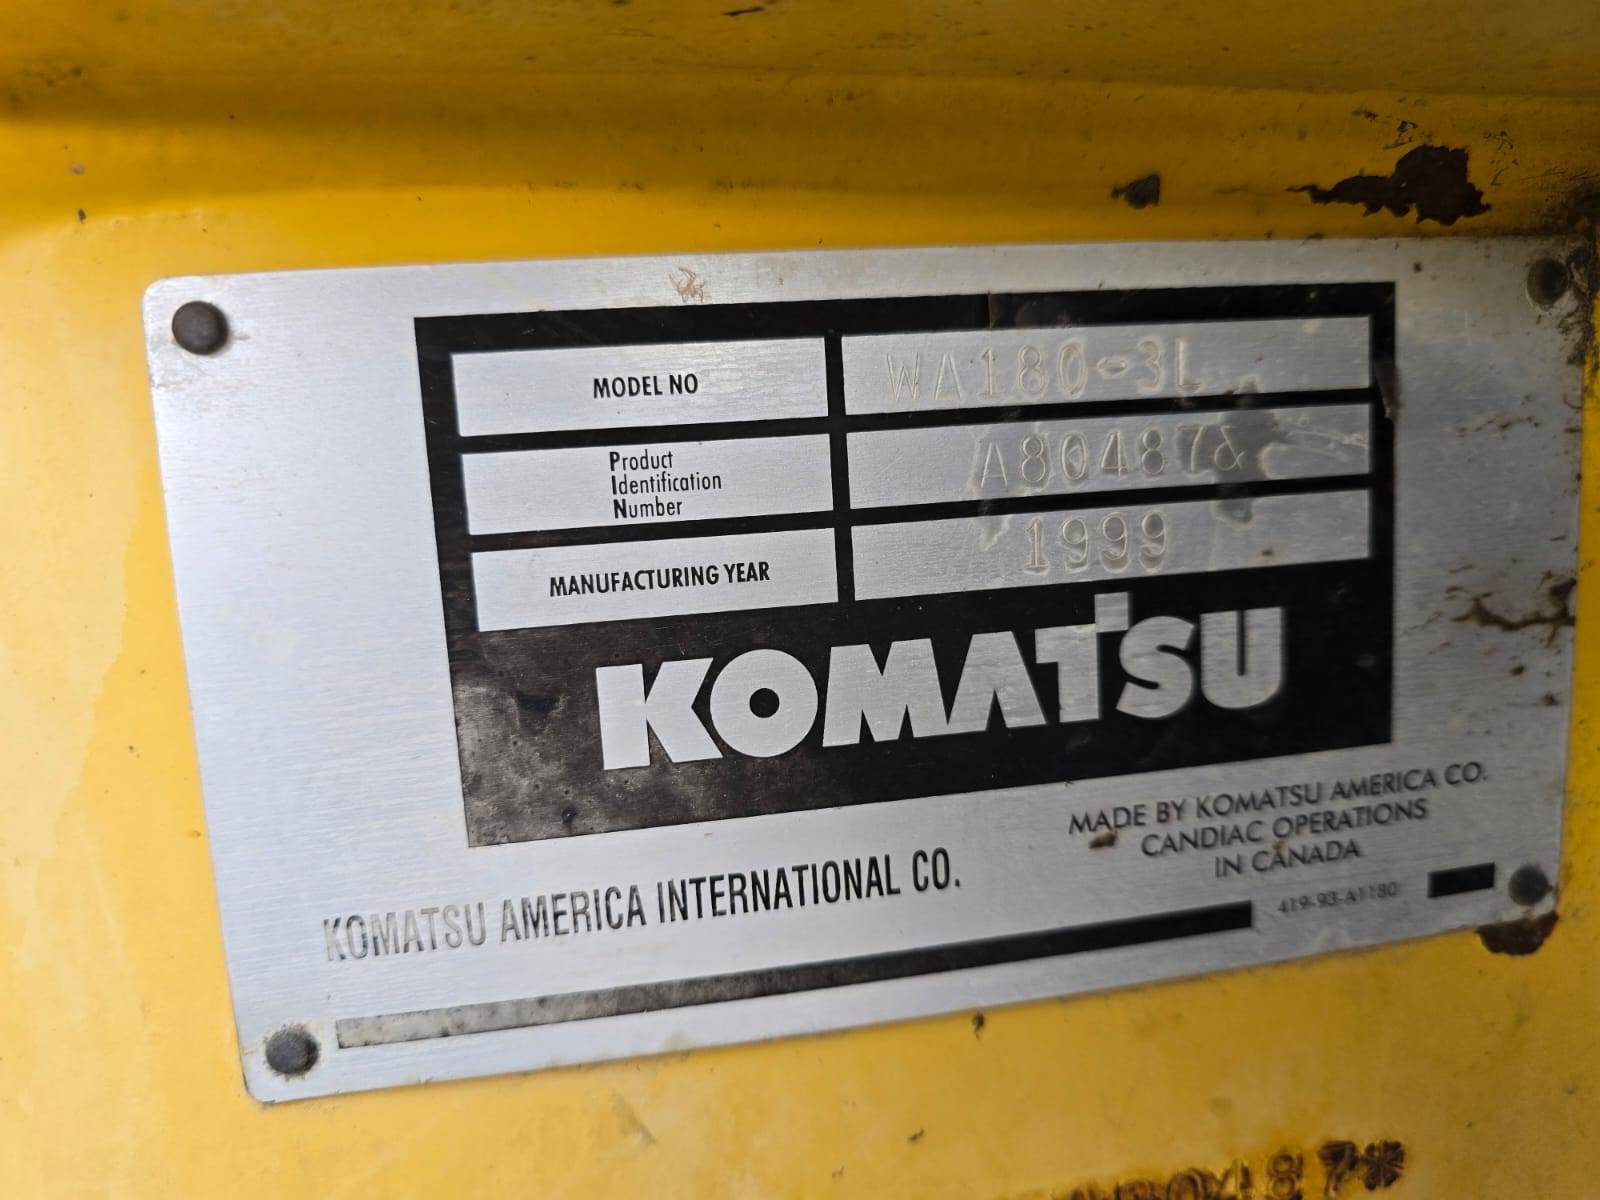 MODEL NO
WA180-3L
Product
Identification
Number
A80487&
MANUFACTURING YEAR
1999
KOMATSU
MADE BY KOMATSU AMERICA CO.
CANDIAC OPERATIONS
IN CANADA
KOMATSU AMERICA INTERNATIONAL CO.
419-93-A1180
A80487*